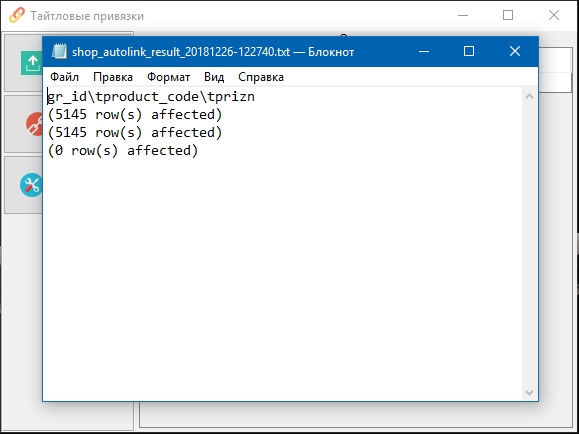 Тайтловые привязки
shop_autolink_result_20181226-122740.txt — Блокнот
Файл Правка Формат Вид Справка
gr_id\tproduct_code\tprizn
(5145 row(s) affected)
(5145 row(s) affected)
(0 row(s) affected)